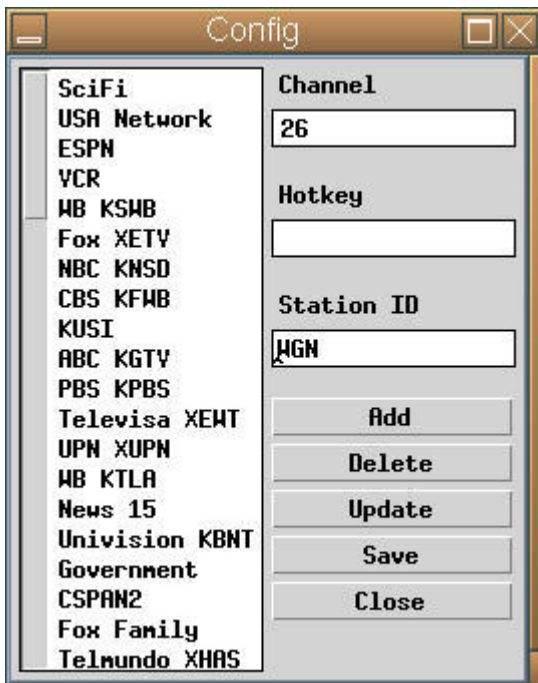 Config
SciFi
USA Network
ESPN
VCR
WB KSWB
Fox XETV
NBC KNSD
CBS KFWB
KUSI
ABC KGTV
PBS KPBS
Televisa XEWT
UPN XUPN
WB KTLA
News 15
Univision KBNT
Government
CSPAN2
Fox Family
Telmundo XHAS
Channel
26
Hotkey
Station ID
WGN
Add
Delete
Update
Save
Close